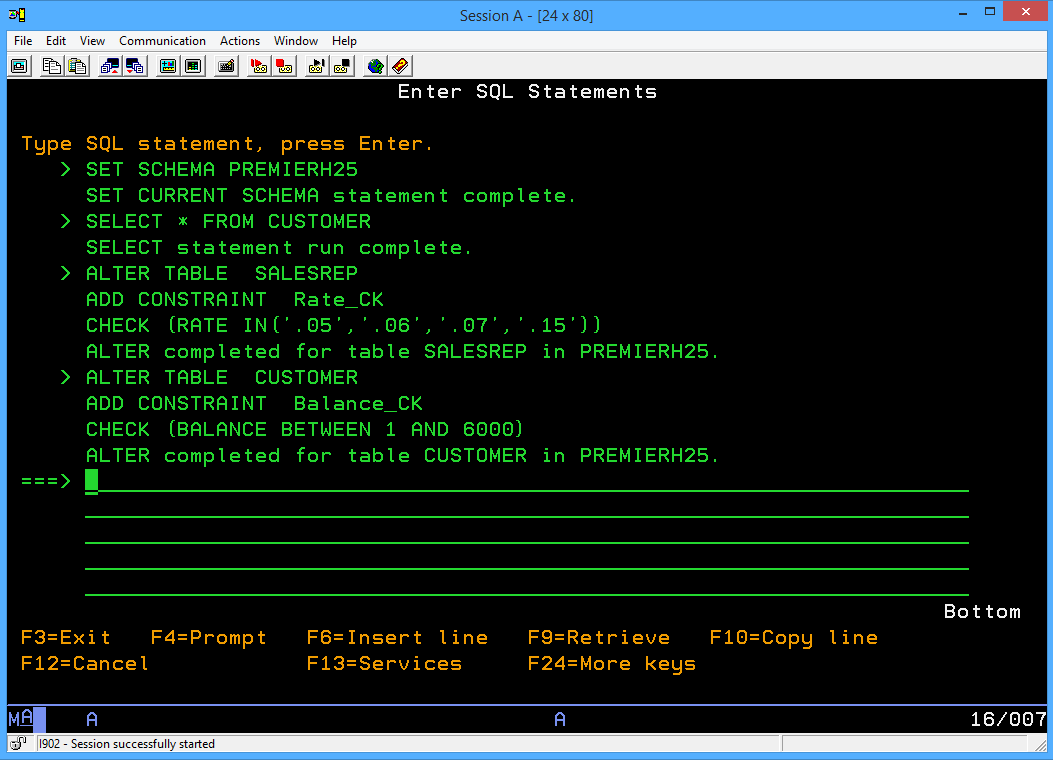 Session A - [24 x 80]
File Edit View Communication Actions Window Help
Enter SQL Statements
Type SQL statement, press Enter.
> SET SCHEMA PREMIERH25
SET CURRENT SCHEMA statement complete.
> SELECT * FROM CUSTOMER
SELECT statement run complete.
> ALTER TABLE  SALESREP
ADD CONSTRAINT  Rate_CK
CHECK (RATE IN('.05','.06','.07','.15'))
ALTER completed for table SALESREP in PREMIERH25.
> ALTER TABLE  CUSTOMER
ADD CONSTRAINT  Balance_CK
CHECK (BALANCE BETWEEN 1 AND 6000)
ALTER completed for table CUSTOMER in PREMIERH25.
===>
Bottom
F3=Exit F4=Prompt F6=Insert line F9=Retrieve F10=Copy line
F12=Cancel F13=Services F24=More keys
MA A A 16/007
I902 - Session successfully started